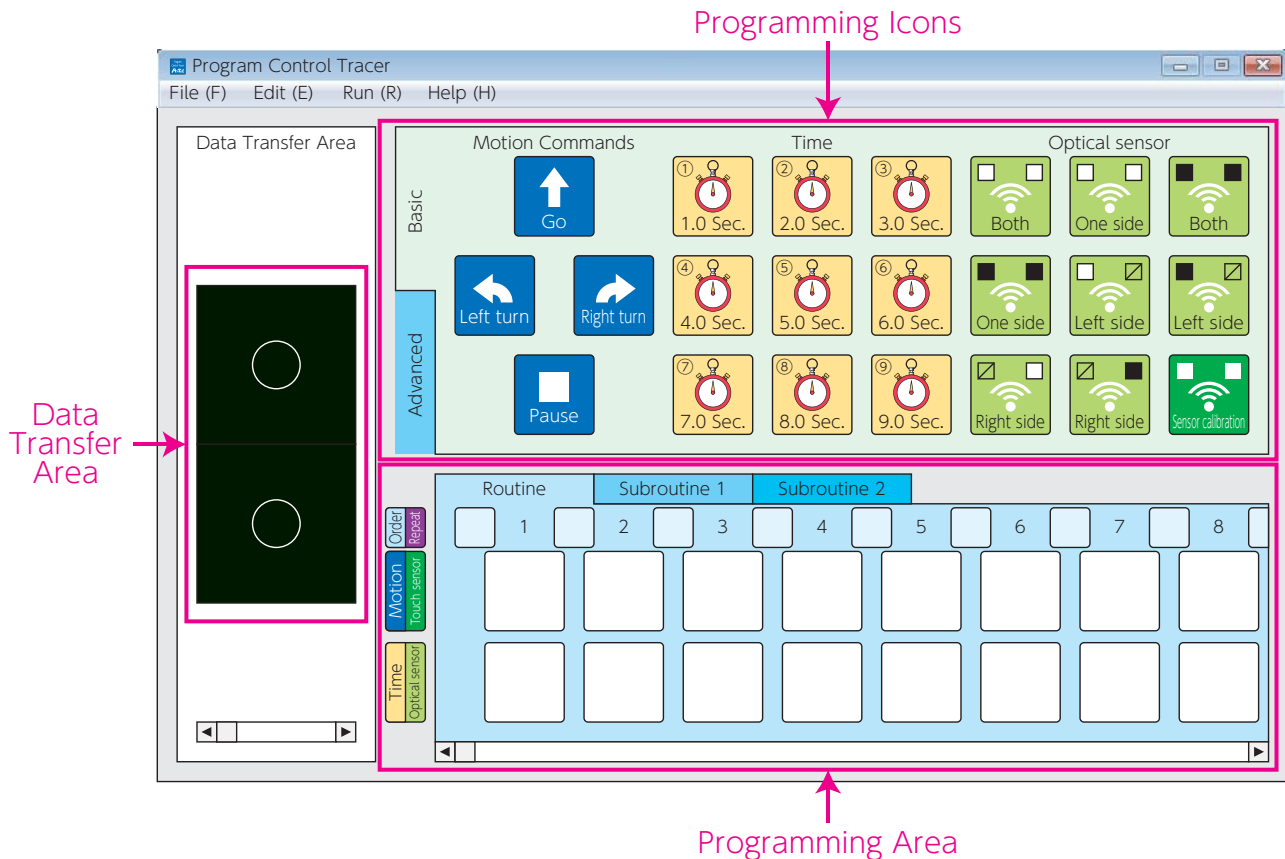 Programming Icons
Program Control Tracer
File (F) Edit (E) Run (R) Help (H)
Data Transfer Area
Basic
Advanced
Motion Commands
Go
Left turn
Right turn
Pause
Time
① 1.0 Sec.
② 2.0 Sec.
③ 3.0 Sec.
④ 4.0 Sec.
⑤ 5.0 Sec.
⑥ 6.0 Sec.
⑦ 7.0 Sec.
⑧ 8.0 Sec.
⑨ 9.0 Sec.
Optical sensor
Both
One side
Both
One side
Left side
Left side
Right side
Right side
Sensor calibration
Data
Transfer
Area
Routine
Subroutine 1
Subroutine 2
Order
Repeat
1 2 3 4 5 6 7 8
Motion
Touch sensor
Time
Optical sensor
Programming Area